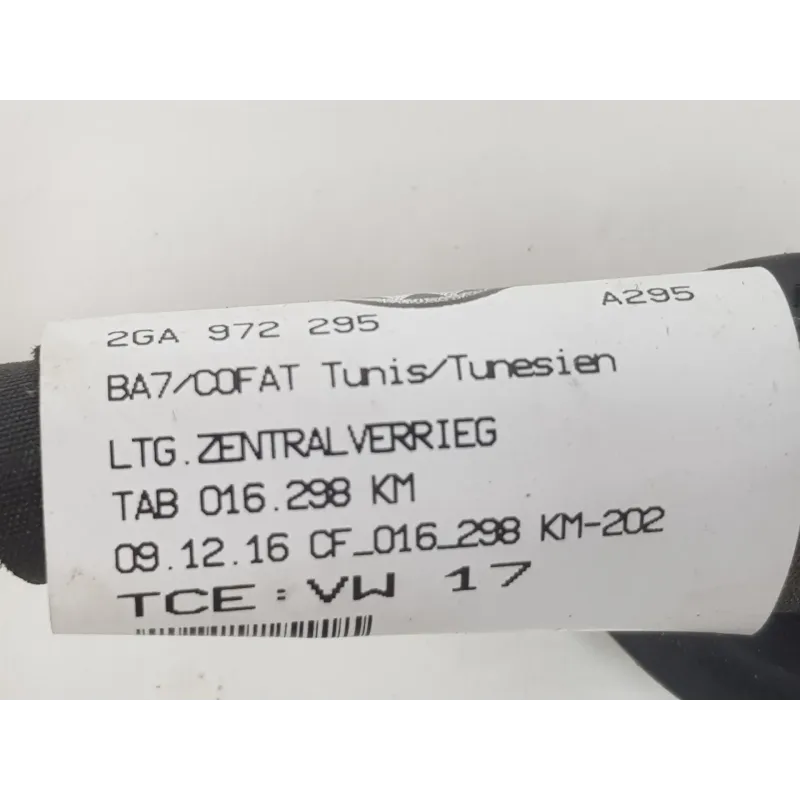 2GA 972 295 A295
BA7/COFAT Tunis/Tunesien
LTG.ZENTRALVERRIEG
TAB 016.298 KM
09.12.16 CF_016_298 KM-202
TCE:VW 17